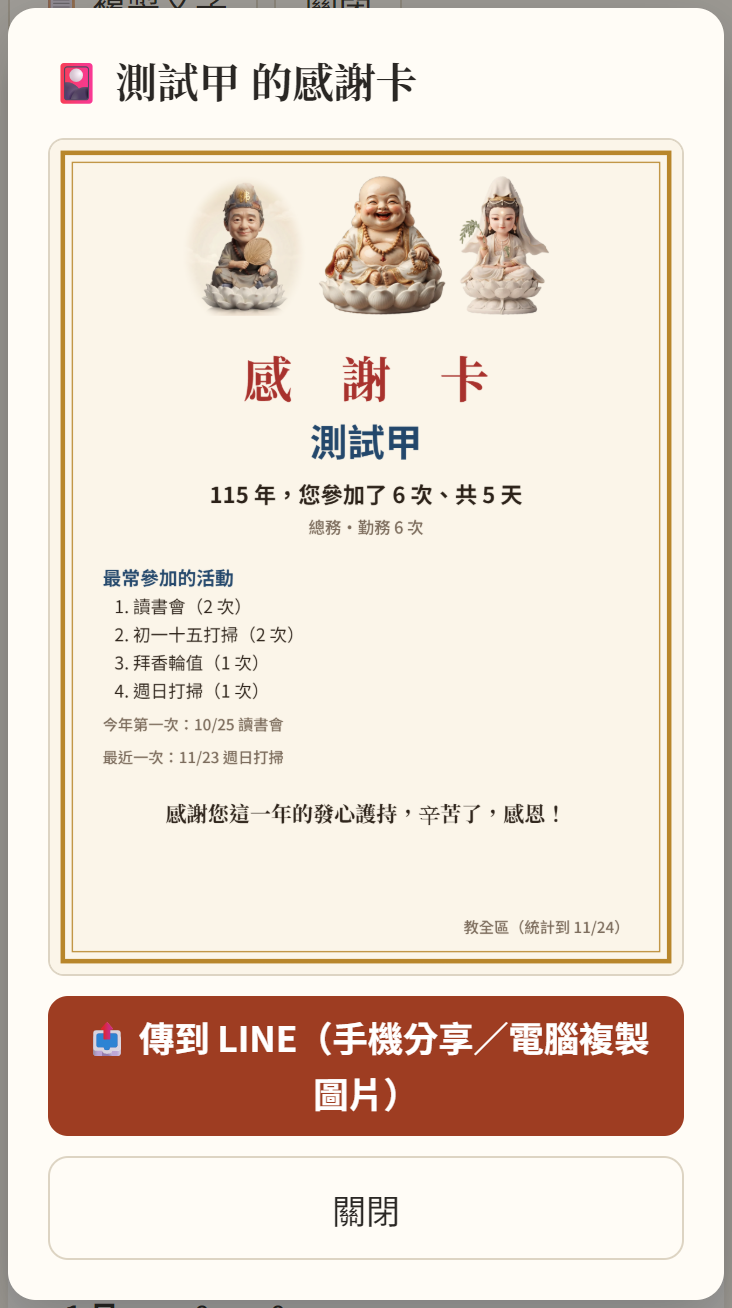 測試甲 的感謝卡
感 謝 卡
測試甲
115 年，您參加了 6 次、共 5 天
總務・勤務 6 次
最常參加的活動
1. 讀書會（2 次）
2. 初一十五打掃（2 次）
3. 拜香輪值（1 次）
4. 週日打掃（1 次）
今年第一次：10/25 讀書會
最近一次：11/23 週日打掃
感謝您這一年的發心護持，辛苦了，感恩！
教全區（統計到 11/24）
傳到 LINE（手機分享／電腦複製
圖片）
關閉